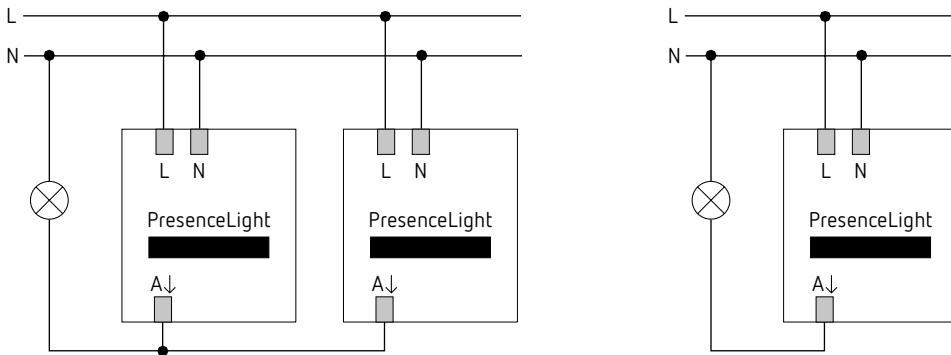 L L
N N
L N L N L N
PresenceLight PresenceLight PresenceLight
A↓ A↓ A↓